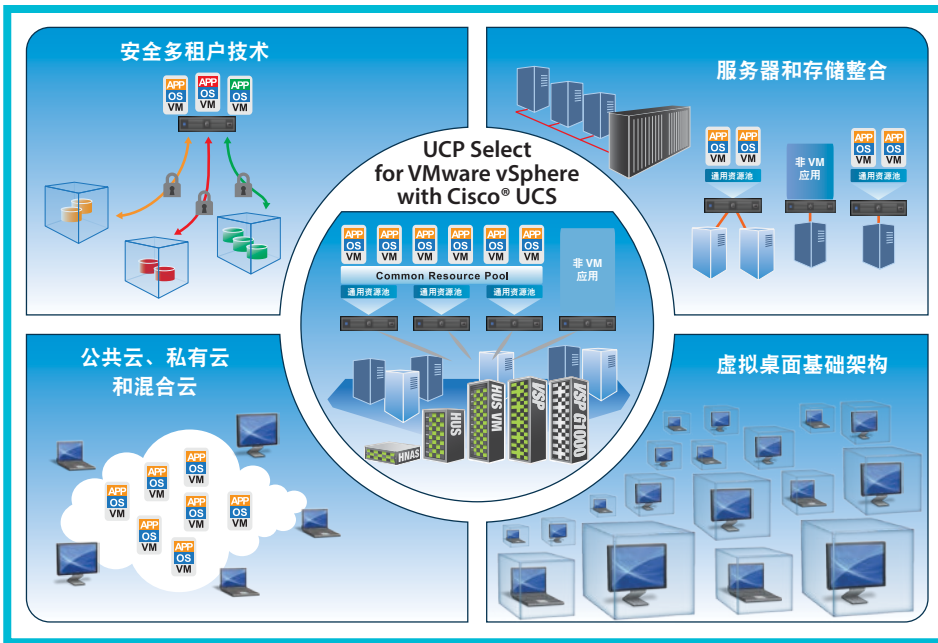 安全多租户技术
APP APP APP
OS OS OS
VM VM VM
服务器和存储整合
APP APP
OS OS
VM VM
通用资源池
非 VM
应用
APP APP
OS OS
VM VM
通用资源池
UCP Select
for VMware vSphere
with Cisco® UCS
APP APP APP APP APP APP
OS OS OS OS OS OS
VM VM VM VM VM VM
Common Resource Pool
通用资源池 通用资源池 通用资源池
非 VM
应用
HNAS
HUS
HUS VM
VSP
VSP G1000
公共云、私有云
和混合云
APP
OS
VM
APP
OS
VM
APP
OS
VM
APP
OS
VM
APP
OS
VM
APP
OS
VM
APP
OS
VM
虚拟桌面基础架构